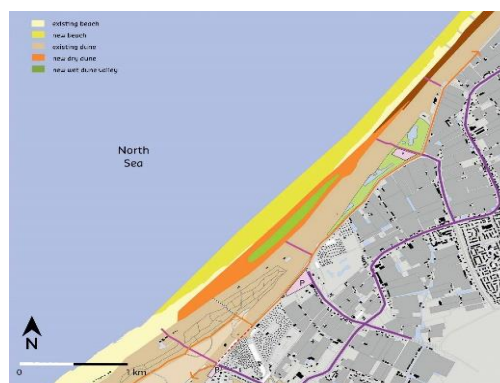 existing beach
new beach
existing dune
new dry dune
new wet dune valley
North
Sea
P
P
N
0
1 km